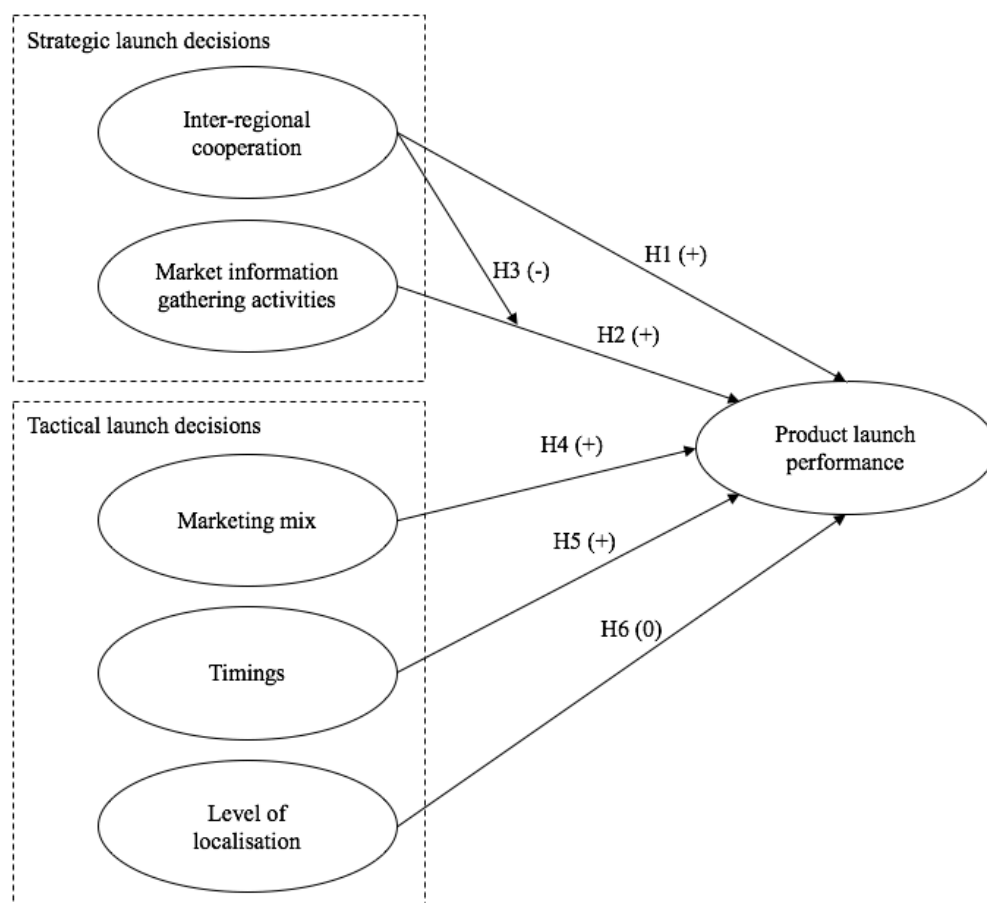 Strategic launch decisions
Inter-regional
cooperation
H1 (+)
H3 (-)
Market information
gathering activities
H2 (+)
Tactical launch decisions
Product launch
performance
H4 (+)
Marketing mix
H5 (+)
H6 (0)
Timings
Level of
localisation